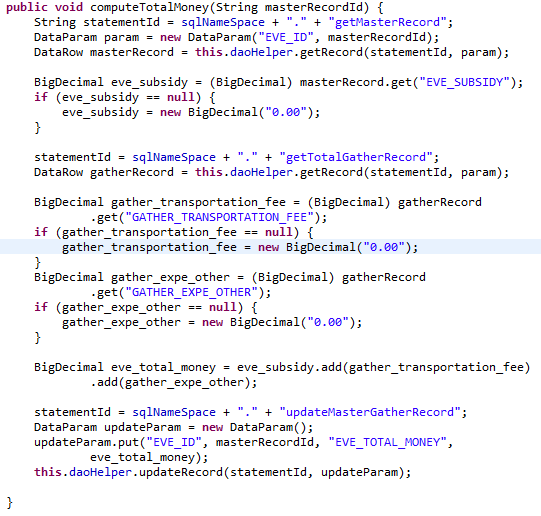 public void computeTotalMoney(String masterRecordId) {
    String statementId = sqlNameSpace + "." + "getMasterRecord";
    DataParam param = new DataParam("EVE_ID", masterRecordId);
    DataRow masterRecord = this.daoHelper.getRecord(statementId, param);

    BigDecimal eve_subsidy = (BigDecimal) masterRecord.get("EVE_SUBSIDY");
    if (eve_subsidy == null) {
        eve_subsidy = new BigDecimal("0.00");
    }

    statementId = sqlNameSpace + "." + "getTotalGatherRecord";
    DataRow gatherRecord = this.daoHelper.getRecord(statementId, param);

    BigDecimal gather_transportation_fee = (BigDecimal) gatherRecord
            .get("GATHER_TRANSPORTATION_FEE");
    if (gather_transportation_fee == null) {
        gather_transportation_fee = new BigDecimal("0.00");
    }
    BigDecimal gather_expe_other = (BigDecimal) gatherRecord
            .get("GATHER_EXPE_OTHER");
    if (gather_expe_other == null) {
        gather_expe_other = new BigDecimal("0.00");
    }

    BigDecimal eve_total_money = eve_subsidy.add(gather_transportation_fee)
            .add(gather_expe_other);

    statementId = sqlNameSpace + "." + "updateMasterGatherRecord";
    DataParam updateParam = new DataParam();
    updateParam.put("EVE_ID", masterRecordId, "EVE_TOTAL_MONEY",
            eve_total_money);
    this.daoHelper.updateRecord(statementId, updateParam);

}